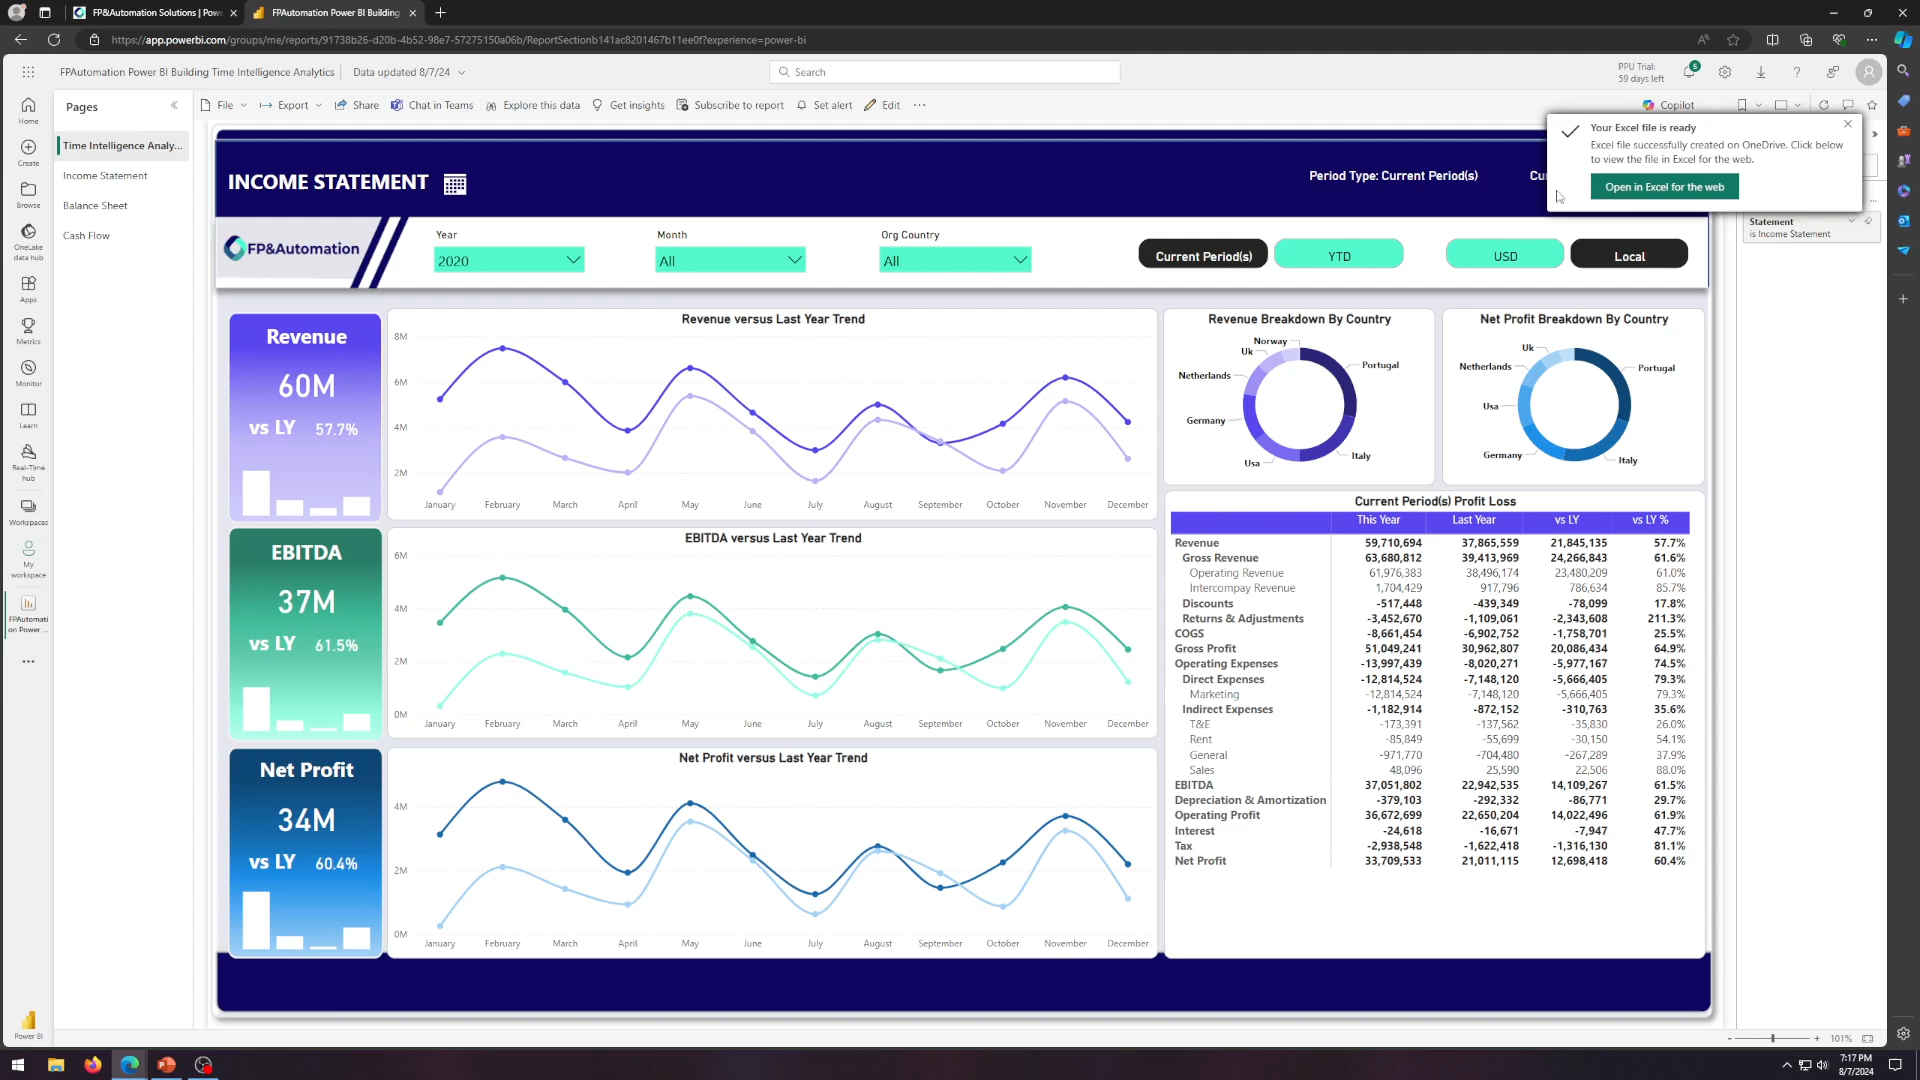 FP&Automation Solutions | Pow
FPAutomation Power BI Building
https://app.powerbi.com/groups/me/reports/91738b26-d20b-4b52-98e7-57275150a06b/ReportSectionb141ac8201467b11ee0f?experience=power-bi
FPAutomation Power BI Building Time Intelligence Analytics
Data updated 8/7/24
Search
PPU Trial:
59 days left
5
Home
Create
Browse
OneLake
data hub
Apps
Metrics
Monitor
Learn
Real-Time
hub
Workspaces
My
workspace
FPAutomati
on Power ...
Power BI
Pages
Time Intelligence Analy...
Income Statement
Balance Sheet
Cash Flow
File
Export
Share
Chat in Teams
Explore this data
Get insights
Subscribe to report
Set alert
Edit
Copilot
Your Excel file is ready
Excel file successfully created on OneDrive. Click below
to view the file in Excel for the web.
Open in Excel for the web
Statement
is Income Statement
INCOME STATEMENT
Period Type: Current Period(s)
Cu
FP&Automation
Year
2020
Month
All
Org Country
All
Current Period(s)
YTD
USD
Local
Revenue
60M
vs LY 57.7%
Revenue versus Last Year Trend
8M
6M
4M
2M
January February March April May June July August September October November December
EBITDA
37M
vs LY 61.5%
EBITDA versus Last Year Trend
6M
4M
2M
0M
January February March April May June July August September October November December
Net Profit
34M
vs LY 60.4%
Net Profit versus Last Year Trend
4M
2M
0M
January February March April May June July August September October November December
Revenue Breakdown By Country
Norway
Uk
Portugal
Netherlands
Germany
Usa
Italy
Net Profit Breakdown By Country
Uk
Netherlands
Portugal
Usa
Germany
Italy
Current Period(s) Profit Loss
This Year Last Year vs LY vs LY %
Revenue 59,710,694 37,865,559 21,845,135 57.7%
Gross Revenue 63,680,812 39,413,969 24,266,843 61.6%
Operating Revenue 61,976,383 38,496,174 23,480,209 61.0%
Intercompay Revenue 1,704,429 917,796 786,634 85.7%
Discounts -517,448 -439,349 -78,099 17.8%
Returns & Adjustments -3,452,670 -1,109,061 -2,343,608 211.3%
COGS -8,661,454 -6,902,752 -1,758,701 25.5%
Gross Profit 51,049,241 30,962,807 20,086,434 64.9%
Operating Expenses -13,997,439 -8,020,271 -5,977,167 74.5%
Direct Expenses -12,814,524 -7,148,120 -5,666,405 79.3%
Marketing -12,814,524 -7,148,120 -5,666,405 79.3%
Indirect Expenses -1,182,914 -872,152 -310,763 35.6%
T&E -173,391 -137,562 -35,830 26.0%
Rent -85,849 -55,699 -30,150 54.1%
General -971,770 -704,480 -267,289 37.9%
Sales 48,096 25,590 22,506 88.0%
EBITDA 37,051,802 22,942,535 14,109,267 61.5%
Depreciation & Amortization -379,103 -292,332 -86,771 29.7%
Operating Profit 36,672,699 22,650,204 14,022,496 61.9%
Interest -24,618 -16,671 -7,947 47.7%
Tax -2,938,548 -1,622,418 -1,316,130 81.1%
Net Profit 33,709,533 21,011,115 12,698,418 60.4%
101%
7:17 PM
8/7/2024